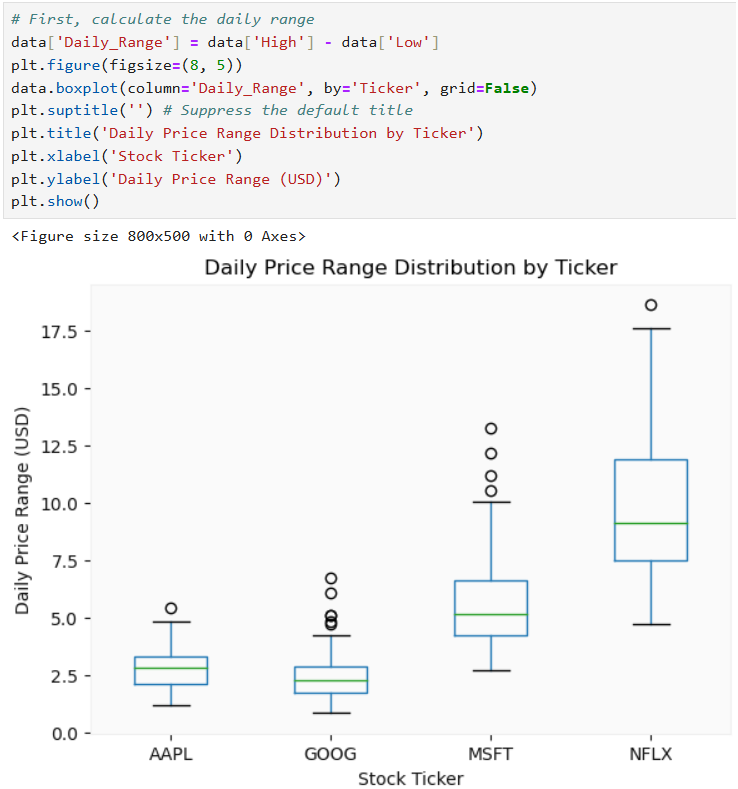 # First, calculate the daily range
data['Daily_Range'] = data['High'] - data['Low']
plt.figure(figsize=(8, 5))
data.boxplot(column='Daily_Range', by='Ticker', grid=False)
plt.suptitle('') # Suppress the default title
plt.title('Daily Price Range Distribution by Ticker')
plt.xlabel('Stock Ticker')
plt.ylabel('Daily Price Range (USD)')
plt.show()
<Figure size 800x500 with 0 Axes>
Daily Price Range Distribution by Ticker
Daily Price Range (USD)
17.5
15.0
12.5
10.0
7.5
5.0
2.5
0.0
AAPL GOOG MSFT NFLX
Stock Ticker